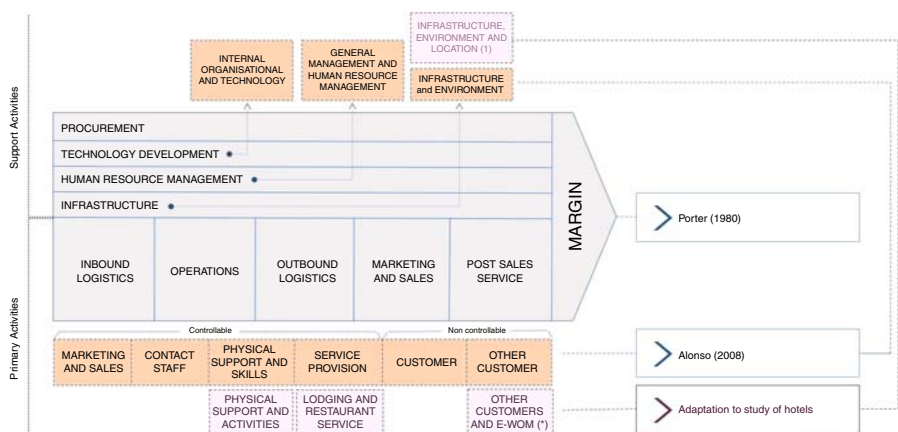 INFRASTRUCTURE,
ENVIRONMENT AND
LOCATION (1)
INTERNAL
ORGANISATIONAL
AND TECHNOLOGY
GENERAL
MANAGEMENT AND
HUMAN RESOURCE
MANAGEMENT
INFRASTRUCTURE
and ENVIRONMENT
Support Activities
PROCUREMENT
TECHNOLOGY DEVELOPMENT
HUMAN RESOURCE MANAGEMENT
INFRASTRUCTURE
MARGIN
Porter (1980)
Primary Activities
INBOUND
LOGISTICS
OPERATIONS
OUTBOUND
LOGISTICS
MARKETING
AND SALES
POST SALES
SERVICE
Controllable
Non controllable
MARKETING
AND SALES
CONTACT
STAFF
PHYSICAL
SUPPORT AND
SKILLS
SERVICE
PROVISION
CUSTOMER
OTHER
CUSTOMER
Alonso (2008)
PHYSICAL
SUPPORT AND
ACTIVITIES
LODGING AND
RESTAURANT
SERVICE
OTHER
CUSTOMERS
AND E-WOM (*)
Adaptation to study of hotels